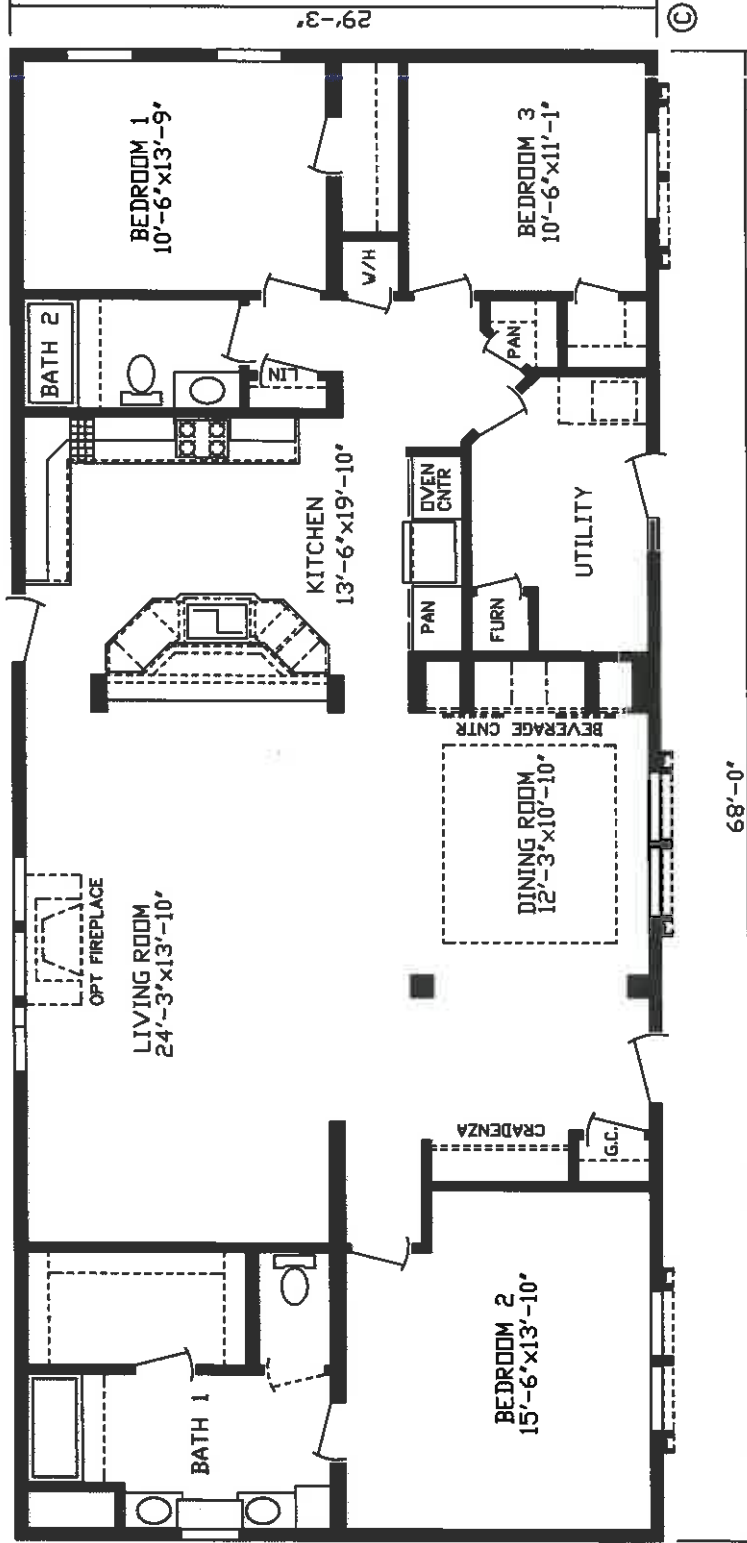 29'-3"
©
BEDROOM 1
10'-6"x13'-9"
BEDROOM 3
10'-6"x11'-1"
W/H
BATH 2
LIN
PAN
KITCHEN
13'-6"x19'-10"
OVEN
CNTR
PAN
FURN
UTILITY
OPT FIREPLACE
LIVING ROOM
24'-3"x13'-10"
BEVERAGE CNTR
DINING ROOM
12'-3"x10'-10"
68'-0"
CRADENZA
G.C.
BATH 1
BEDROOM 2
15'-6"x13'-10"